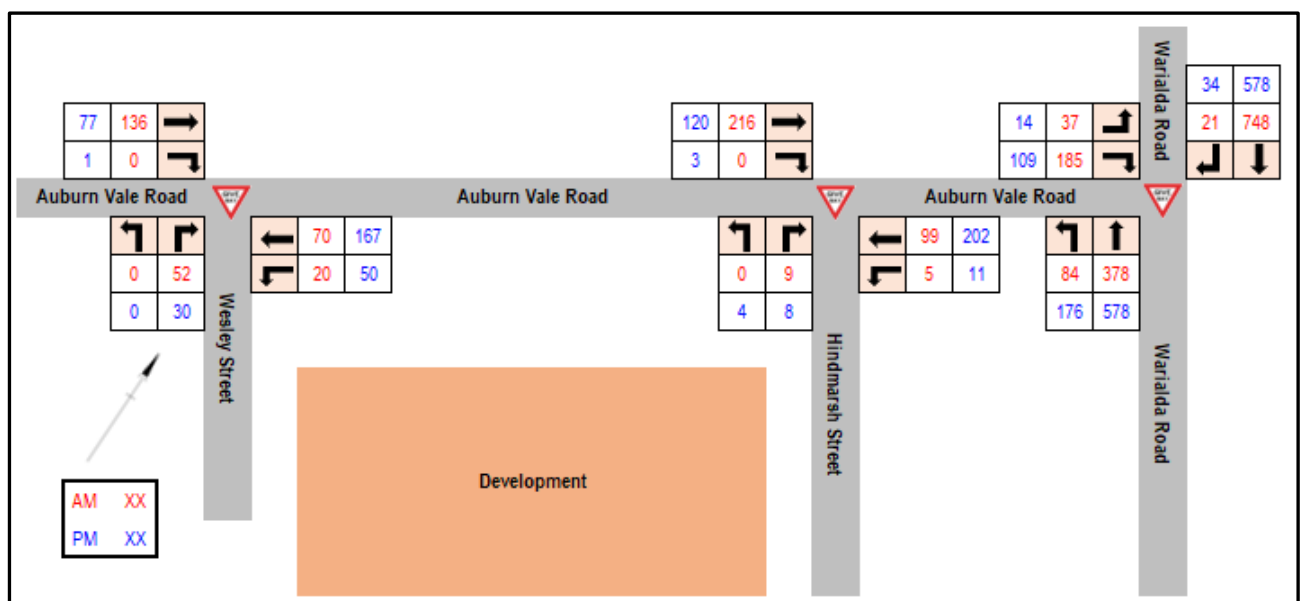 34 578
77 136
120 216
14 37
21 748
1 0
3 0
109 185
Auburn Vale Road
Auburn Vale Road
Auburn Vale Road
Warialda Road
70 167
99 202
0 52
20 50
0 9
5 11
84 378
0 30
4 8
176 578
Wesley Street
Hindmarsh Street
Warialda Road
Development
AM XX
PM XX